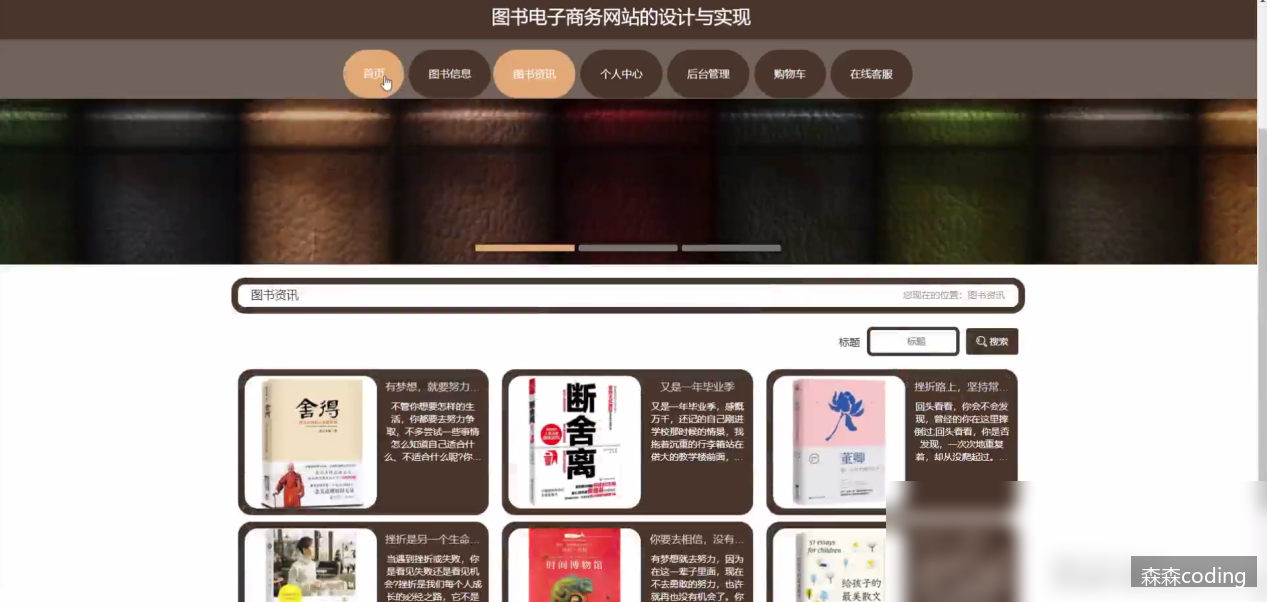 图书电子商务网站的设计与实现
首页
图书信息
图书资讯
个人中心
后台管理
购物车
在线客服
图书资讯
您现在的位置：图书资讯
标题
标题
搜索
舍得
有梦想，就要努力...
不管你想要怎样的生
活，你都要去努力争
取，不多尝试一些事情
怎么知道自己适合什
么、不适合什么呢?你...
断舍离
又是一年毕业季
又是一年毕业季，感慨
万千，还记的自己刚进
学校那时候的情景，我
拖着沉重的行李箱站在
偌大的教学楼前面，...
董卿
挫折路上，坚持常...
回头看看，你会不会发
现，曾经的你在这里摔
倒过;回头看看，你是否
发现，一次次地重复
着，却从没爬起过。...
挫折是另一个生命...
当遇到挫折或失败，你
是看见失败还是看见机
会?挫折是我们每个人成
长的必经之路，它不是
时间博物馆
你要去相信，没有...
有梦想就去努力，因为
在这一辈子里面，现在
不去勇敢的努力，也许
就再也没有机会了。你
51 essays
for children
给孩子的
最美散文
森森coding